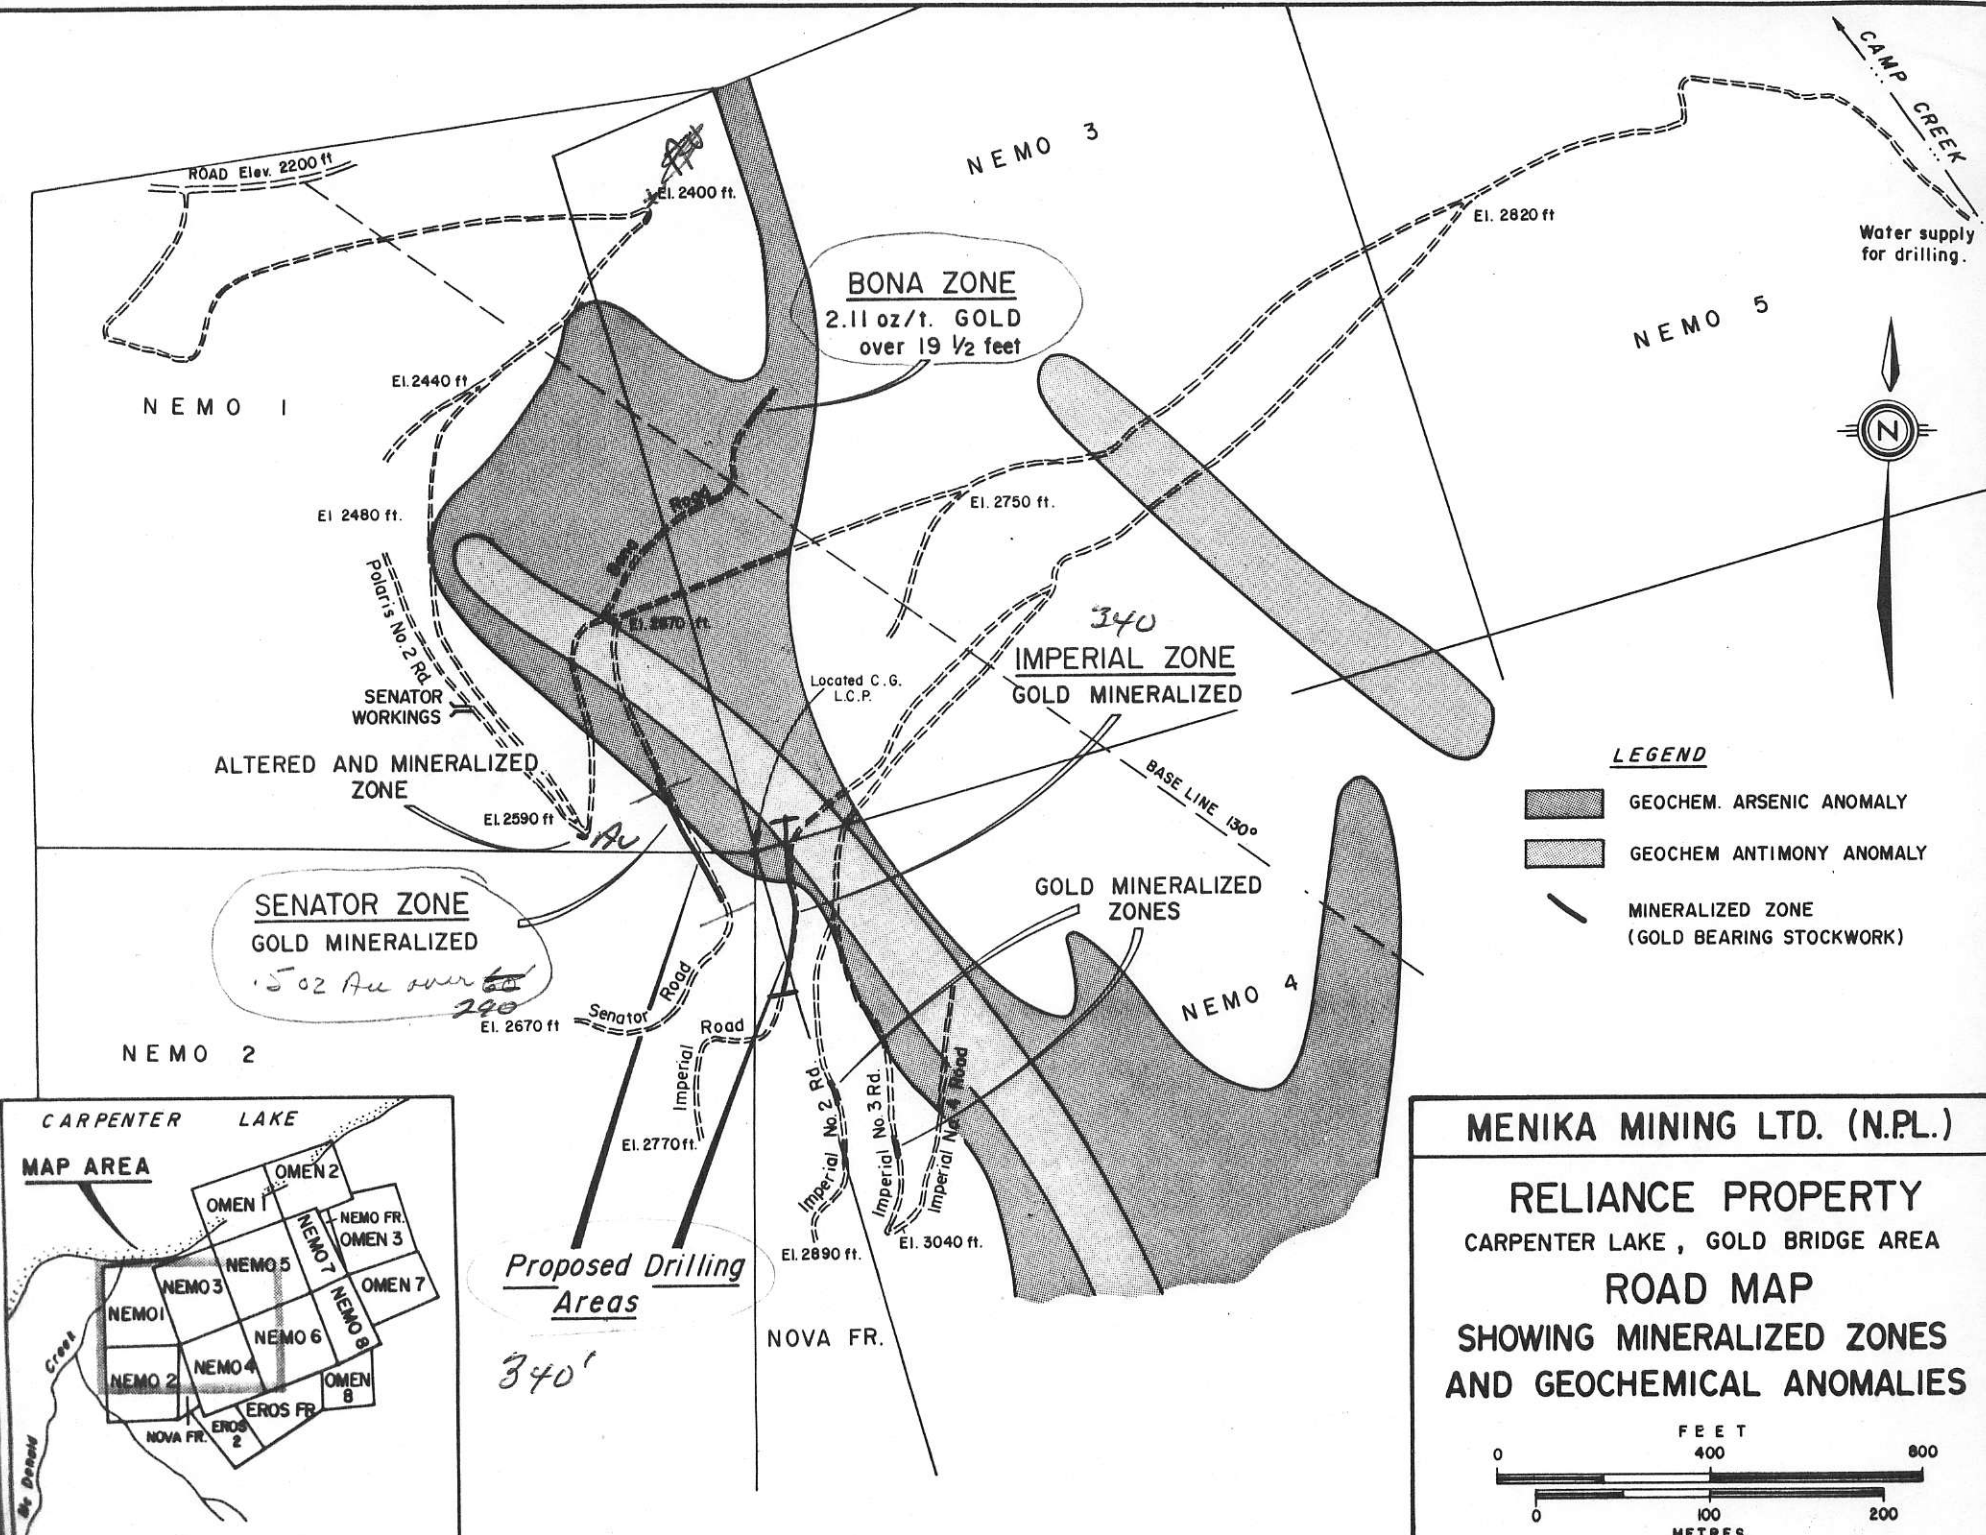 CAMP CREEK
NEMO 3
ROAD Elev. 2200 ft
El. 2400 ft.
El. 2820 ft
Water supply
for drilling.
BONA ZONE
2.11 oz/t. GOLD
over 19 ½ feet
NEMO 5
El. 2440 ft
NEMO 1
N
El 2480 ft.
Bona Road
El. 2750 ft.
Polaris No. 2 Rd.
340
IMPERIAL ZONE
GOLD MINERALIZED
Located C.G.
L.C.P.
SENATOR
WORKINGS
ALTERED AND MINERALIZED
ZONE
El. 2590 ft
Au
BASE LINE 130°
LEGEND
GEOCHEM. ARSENIC ANOMALY
GEOCHEM ANTIMONY ANOMALY
MINERALIZED ZONE
(GOLD BEARING STOCKWORK)
SENATOR ZONE
GOLD MINERALIZED
.5 oz Au over 60'
290
GOLD MINERALIZED
ZONES
El. 2670 ft
Senator Road
Imperial Road
NEMO 4
NEMO 2
El. 2770 ft.
Imperial No. 2 Rd.
Imperial No. 3 Rd.
Imperial No. 4 Road
El. 2890 ft.
El. 3040 ft.
Proposed Drilling
Areas
340'
NOVA FR.
CARPENTER LAKE
MAP AREA
OMEN 2
OMEN 1
NEMO FR.
OMEN 3
NEMO 7
NEMO 5
NEMO 3
OMEN 7
NEMO 1
NEMO 8
NEMO 6
NEMO 4
NEMO 2
OMEN
8
EROS FR
EROS
2
NOVA FR.
Mc Donald Creek
MENIKA MINING LTD. (N.P.L.)
RELIANCE PROPERTY
CARPENTER LAKE, GOLD BRIDGE AREA
ROAD MAP
SHOWING MINERALIZED ZONES
AND GEOCHEMICAL ANOMALIES
FEET
0 400 800
0 100 200
METRES